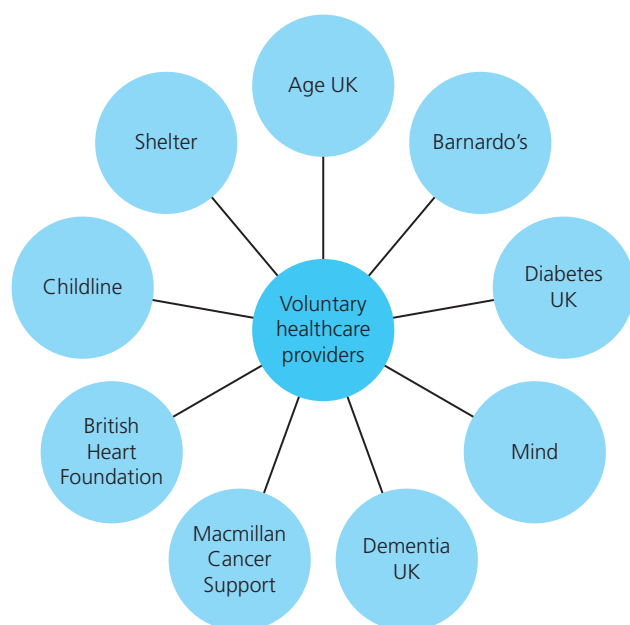 Age UK
Shelter
Barnardo's
Childline
Diabetes
UK
Voluntary
healthcare
providers
British
Heart
Foundation
Mind
Macmillan
Cancer
Support
Dementia
UK